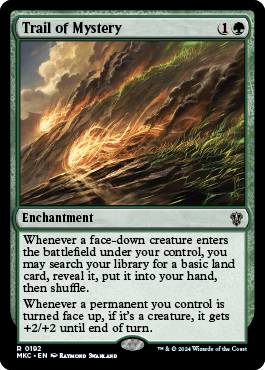 Trail of Mystery 1
Enchantment
Whenever a face-down creature enters
the battlefield under your control, you
may search your library for a basic land
card, reveal it, put it into your hand,
then shuffle.
Whenever a permanent you control is
turned face up, if it's a creature, it gets
+2/+2 until end of turn.
R 0192
MKC • EN Raymond Swanland
™ & © 2024 Wizards of the Coast